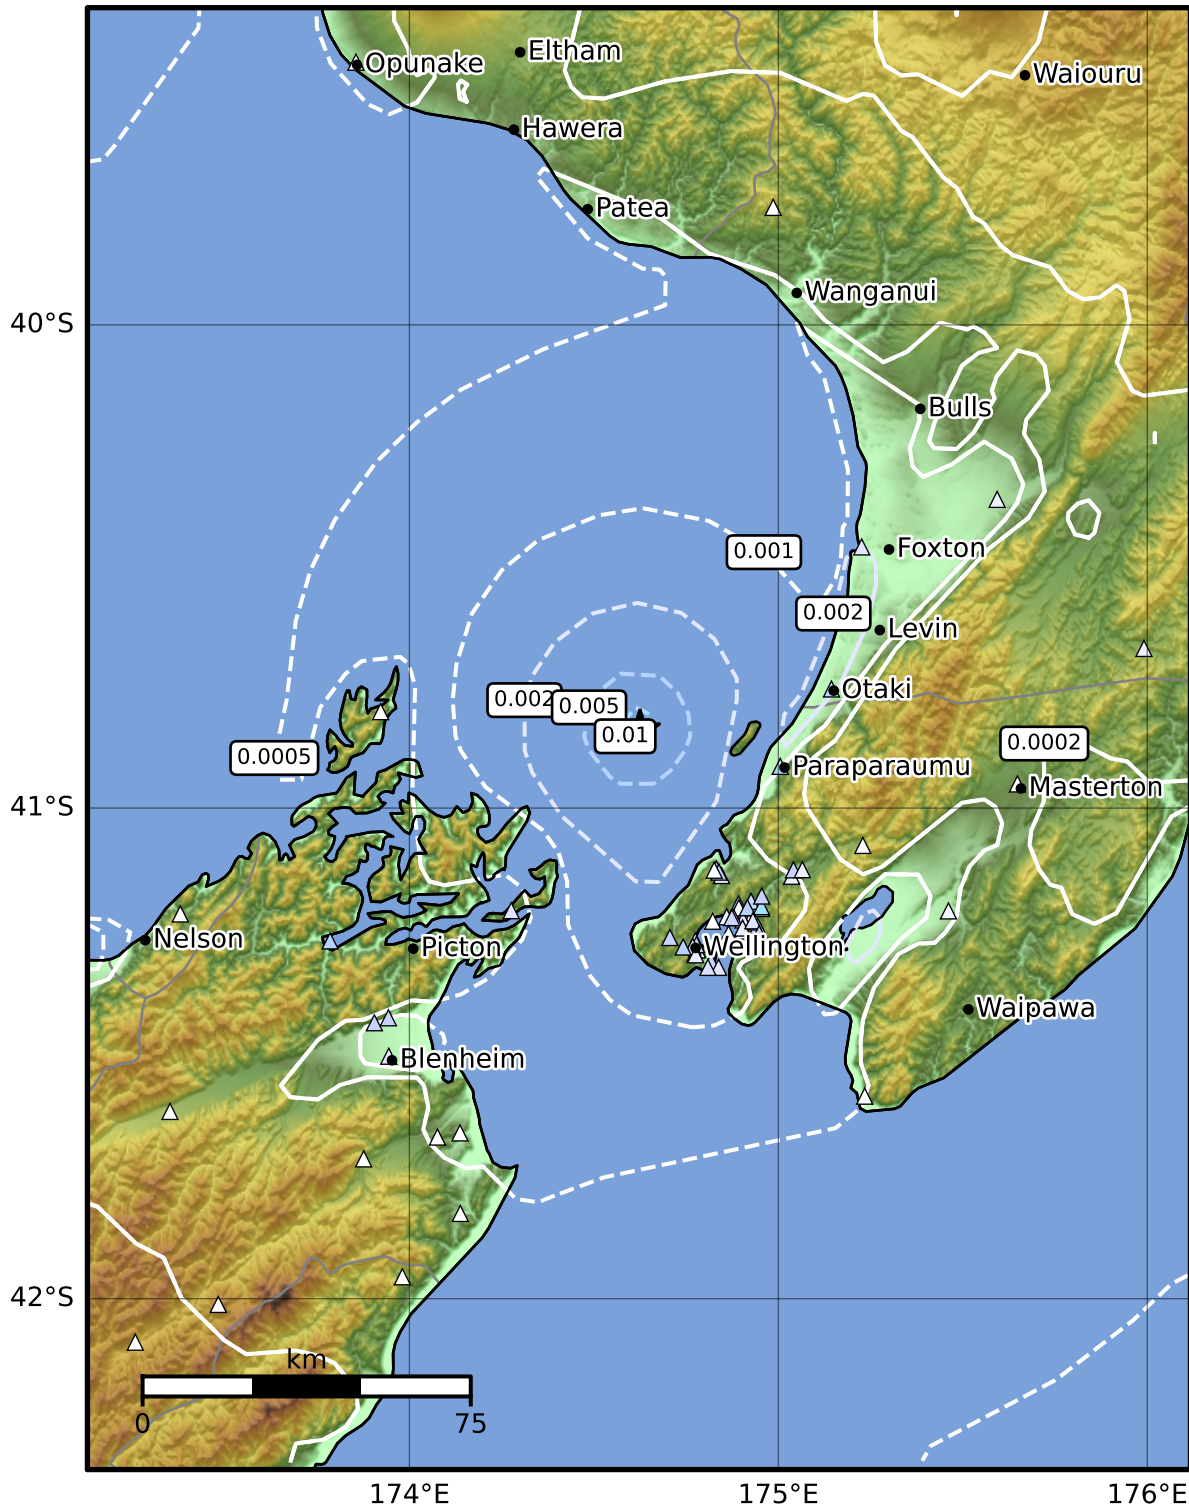 Eltham
Opunake
Waiouru
Hawera
Patea
Wanganui
40°S
Bulls
Foxton
0.001
0.002
Levin
Otaki
0.002
0.005
0.01
0.0002
0.0005
Paraparaumu
Masterton
41°S
Nelson
Picton
Wellington
Waipawa
Blenheim
42°S
km
0
75
174°E
175°E
176°E